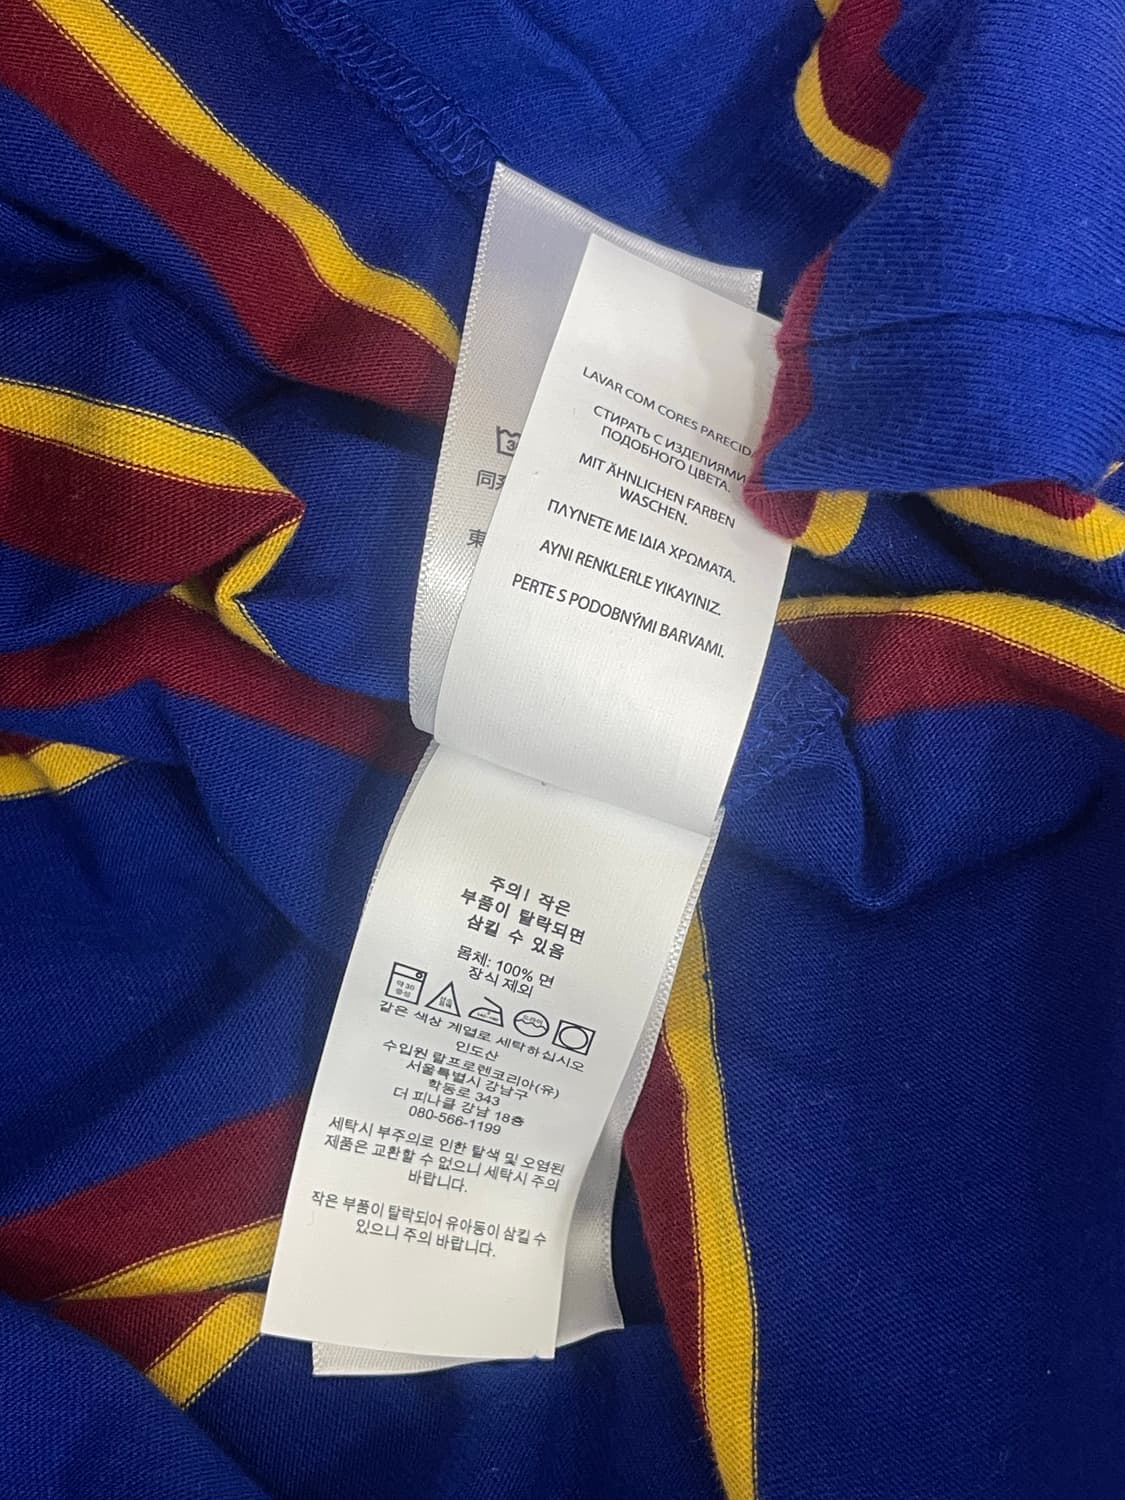 LAVAR COM CORES
СТИРАТЬ С ИЗДЕЛИЯМИ
ПОДОБНОГО ЦВЕТА.
MIT ÄHNLICHEN FARBEN
WASCHEN.
ΠΛΥΝΕΤΕ ΜΕ ΙΔΙΑ ΧΡΩΜΑΤΑ.
AYNI RENKLERLE YIKAYINIZ.
PERTE S PODOBNÝMI BARVAMI.
同
東
주의! 작은
부품이 탈락되면
삼킬 수 있음
몸체: 100% 면
장식 제외
약 30
중성
같은 색상 계열로 세탁하십시오
인도산
수입원 랄프로렌코리아(유)
서울특별시 강남구
학동로 343
더 피나클 강남 18층
080-566-1199
세탁시 부주의로 인한 탈색 및 오염된
제품은 교환할 수 없으니 세탁시 주의
바랍니다.
작은 부품이 탈락되어 유아동이 삼킬 수
있으니 주의 바랍니다.